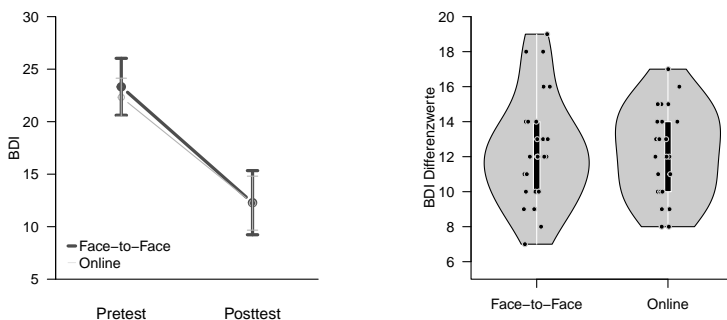 30
25
20
15
10
5
BDI
Face-to-Face
Online
Pretest
Posttest
20
18
16
14
12
10
8
6
BDI Differenzwerte
Face-to-Face
Online